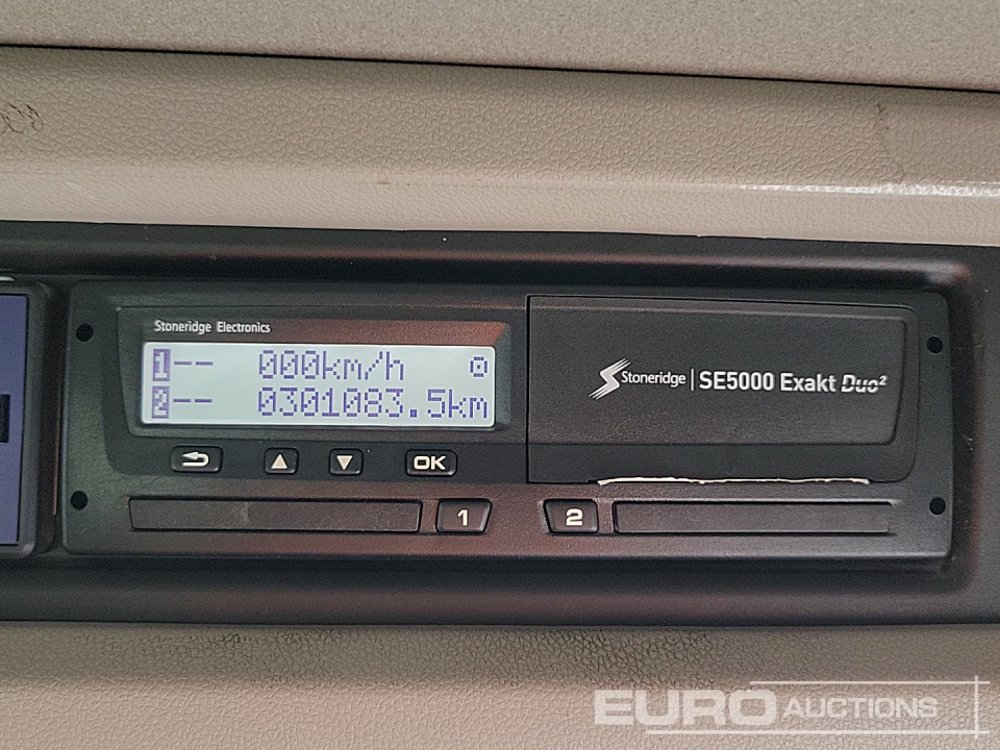 Stoneridge Electronics
1-- 000km/h
2-- 0301083.5km
Stoneridge | SE5000 Exakt Duo²
OK
1
2
EURO AUCTIONS